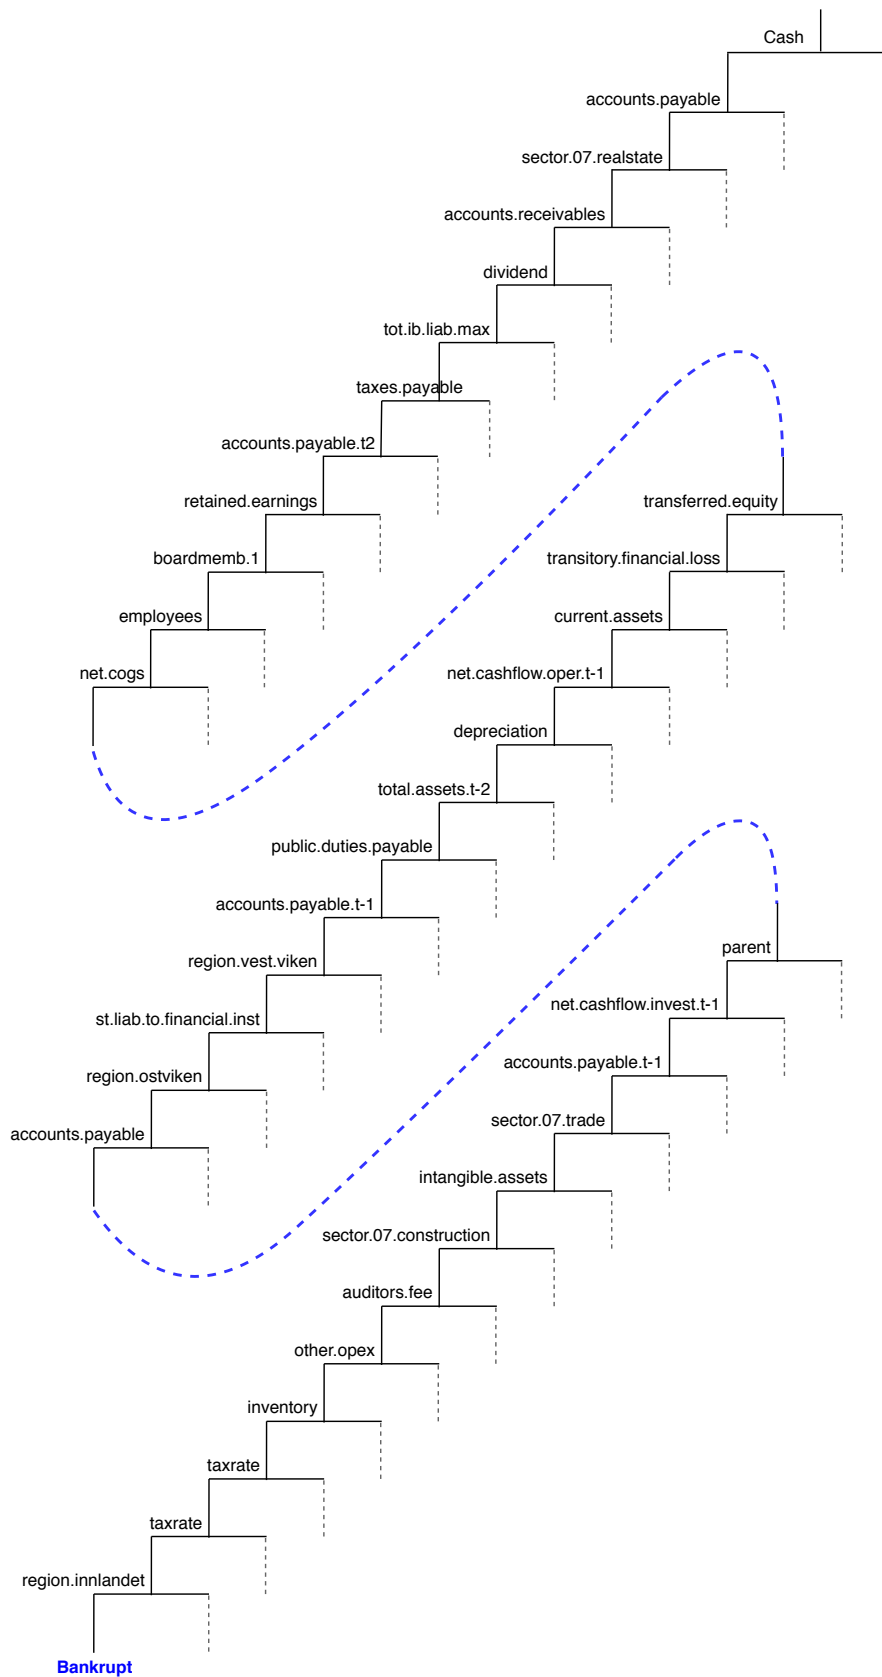 Cash
accounts.payable
sector.07.realstate
accounts.receivables
dividend
tot.ib.liab.max
taxes.payable
accounts.payable.t2
retained.earnings
boardmemb.1
employees
net.cogs
transferred.equity
transitory.financial.loss
current.assets
net.cashflow.oper.t-1
depreciation
total.assets.t-2
public.duties.payable
accounts.payable.t-1
region.vest.viken
st.liab.to.financial.inst
region.ostviken
accounts.payable
parent
net.cashflow.invest.t-1
accounts.payable.t-1
sector.07.trade
intangible.assets
sector.07.construction
auditors.fee
other.opex
inventory
taxrate
taxrate
region.innlandet
Bankrupt